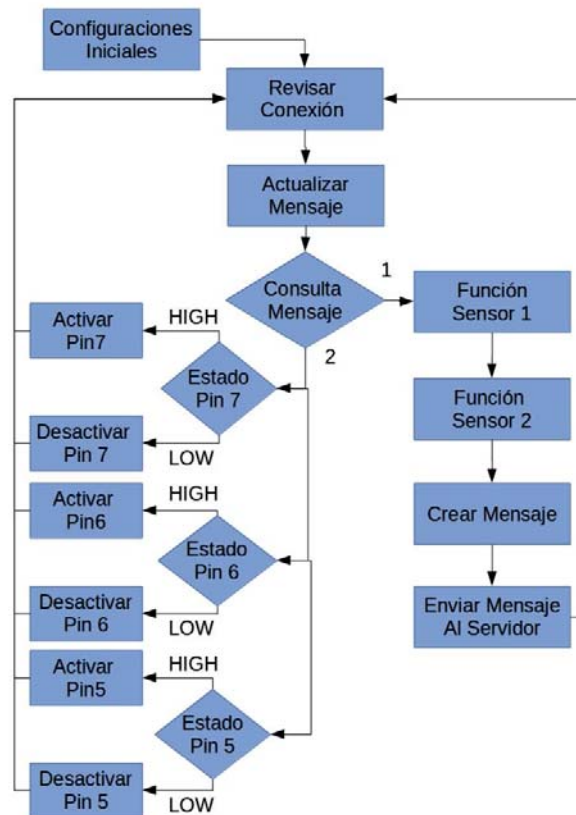 Configuraciones
Iniciales
Revisar
Conexión
Actualizar
Mensaje
Consulta
Mensaje
1
2
Función
Sensor 1
Función
Sensor 2
Crear Mensaje
Enviar Mensaje
Al Servidor
Estado
Pin 7
HIGH
Activar
Pin7
LOW
Desactivar
Pin 7
Estado
Pin 6
HIGH
Activar
Pin6
LOW
Desactivar
Pin 6
Estado
Pin 5
HIGH
Activar
Pin5
LOW
Desactivar
Pin 5